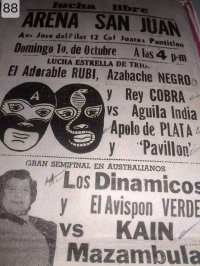 88
lucha libre
ARENA SAN JUAN
Av. Jose del Pilar 12 Col Juarez Pantitlan
Domingo 1o. de Octubre A las 4 p.m
LUCHA ESTRELLA DE TRIO.
El Adorable RUBI, Azabache NEGRO
y Rey COBRA
vs Aguila India
Apolo de PLATA
y "Pavillon"
GRAN SEMIFINAL EN AUSTRALIANOS
Los Dinamicos
y El Avispon VERDE
vs KAIN
Mazambula